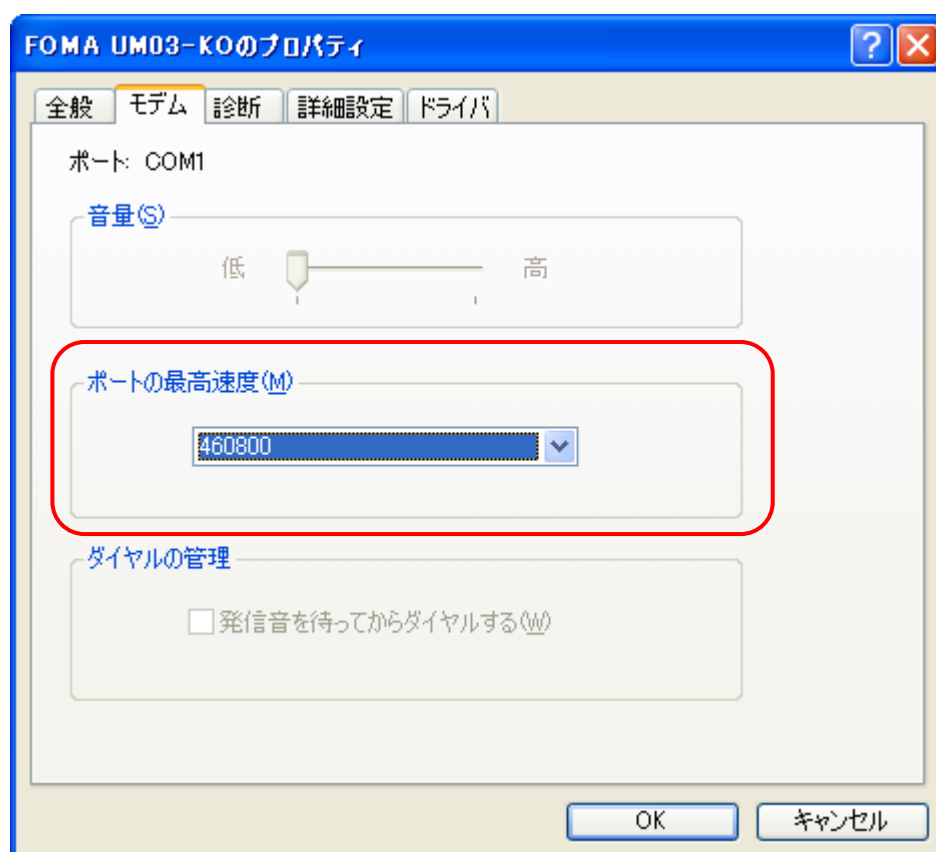 FOMA UM03-KOのプロパティ
全般 モデム 診断 詳細設定 ドライバ
ポート: COM1
音量(S)
低 高
ポートの最高速度(M)
460800
ダイヤルの管理
発信音を待ってからダイヤルする(W)
OK キャンセル